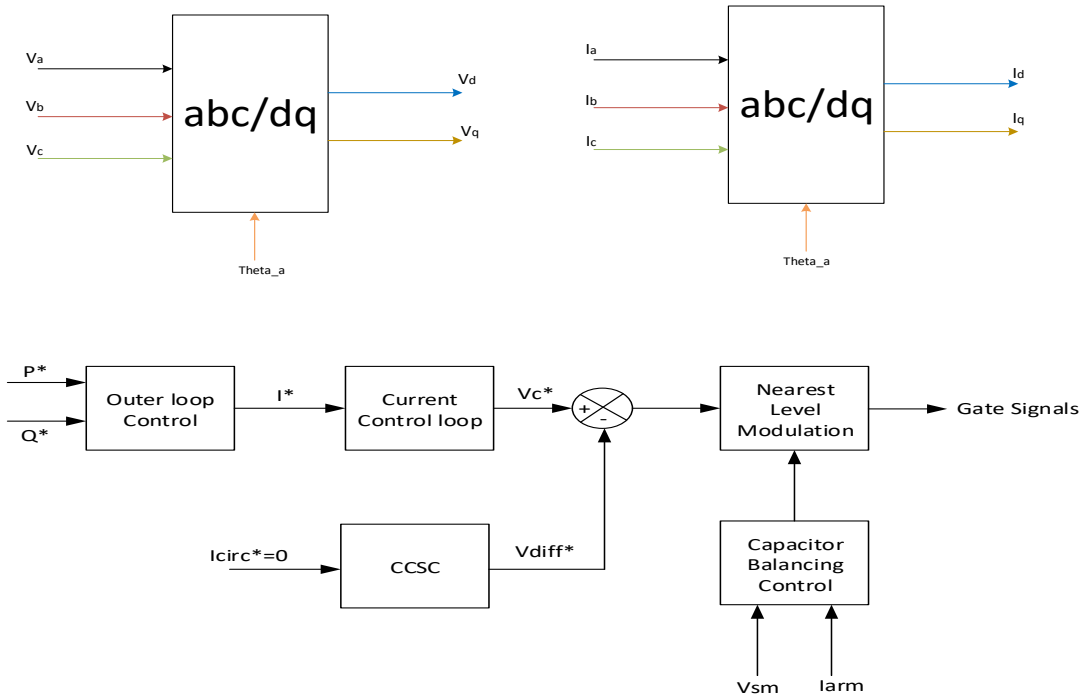 Va
Vb
Vc
abc/dq
Vd
Vq
Theta_a
Ia
Ib
Ic
abc/dq
Id
Iq
Theta_a
P*
Q*
Outer loop
Control
I*
Current
Control loop
Vc*
+
-
Nearest
Level
Modulation
Gate Signals
Icirc*=0
CCSC
Vdiff*
Capacitor
Balancing
Control
Vsm
Iarm